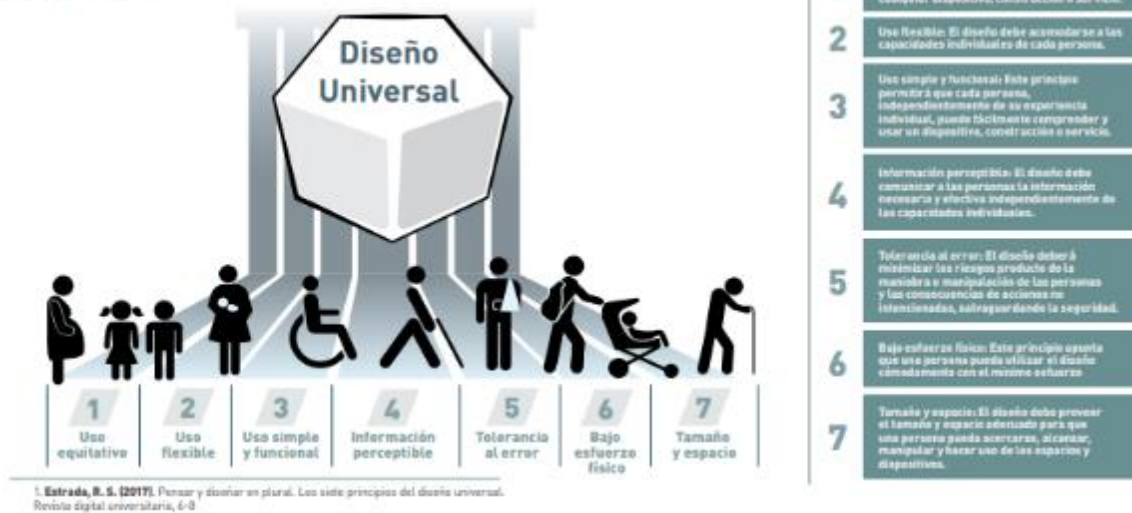 Diseño
Universal
1
Uso
equitativo
2
Uso
flexible
3
Uso simple
y funcional
4
Información
perceptible
5
Tolerancia
al error
6
Bajo
esfuerzo
físico
7
Tamaño
y espacio
1. Estrada, R. S. (2017). Pensar y diseñar en plural. Los siete principios del diseño universal.
Revista digital universitaria, 6-8
2
Uso flexible: El diseño debe acomodarse a las
capacidades individuales de cada persona.
3
Uso simple y funcional: Este principio
permitirá que cada persona,
independientemente de su experiencia
individual, pueda fácilmente comprender y
usar un dispositivo, construcción o servicio.
4
Información perceptible: El diseño debe
comunicar a las personas la información
necesaria y efectiva independientemente de
las capacidades individuales.
5
Tolerancia al error: El diseño deberá
minimizar los riesgos producto de la
maniobra o manipulación de las personas
y las consecuencias de acciones no
intencionadas, salvaguardando la seguridad.
6
Bajo esfuerzo físico: Este principio apunta
que una persona pueda utilizar el diseño
cómodamente con el mínimo esfuerzo
7
Tamaño y espacio: El diseño debe proveer
el tamaño y espacio adecuado para que
una persona pueda acercarse, alcanzar,
manipular y hacer uso de los espacios y
dispositivos.